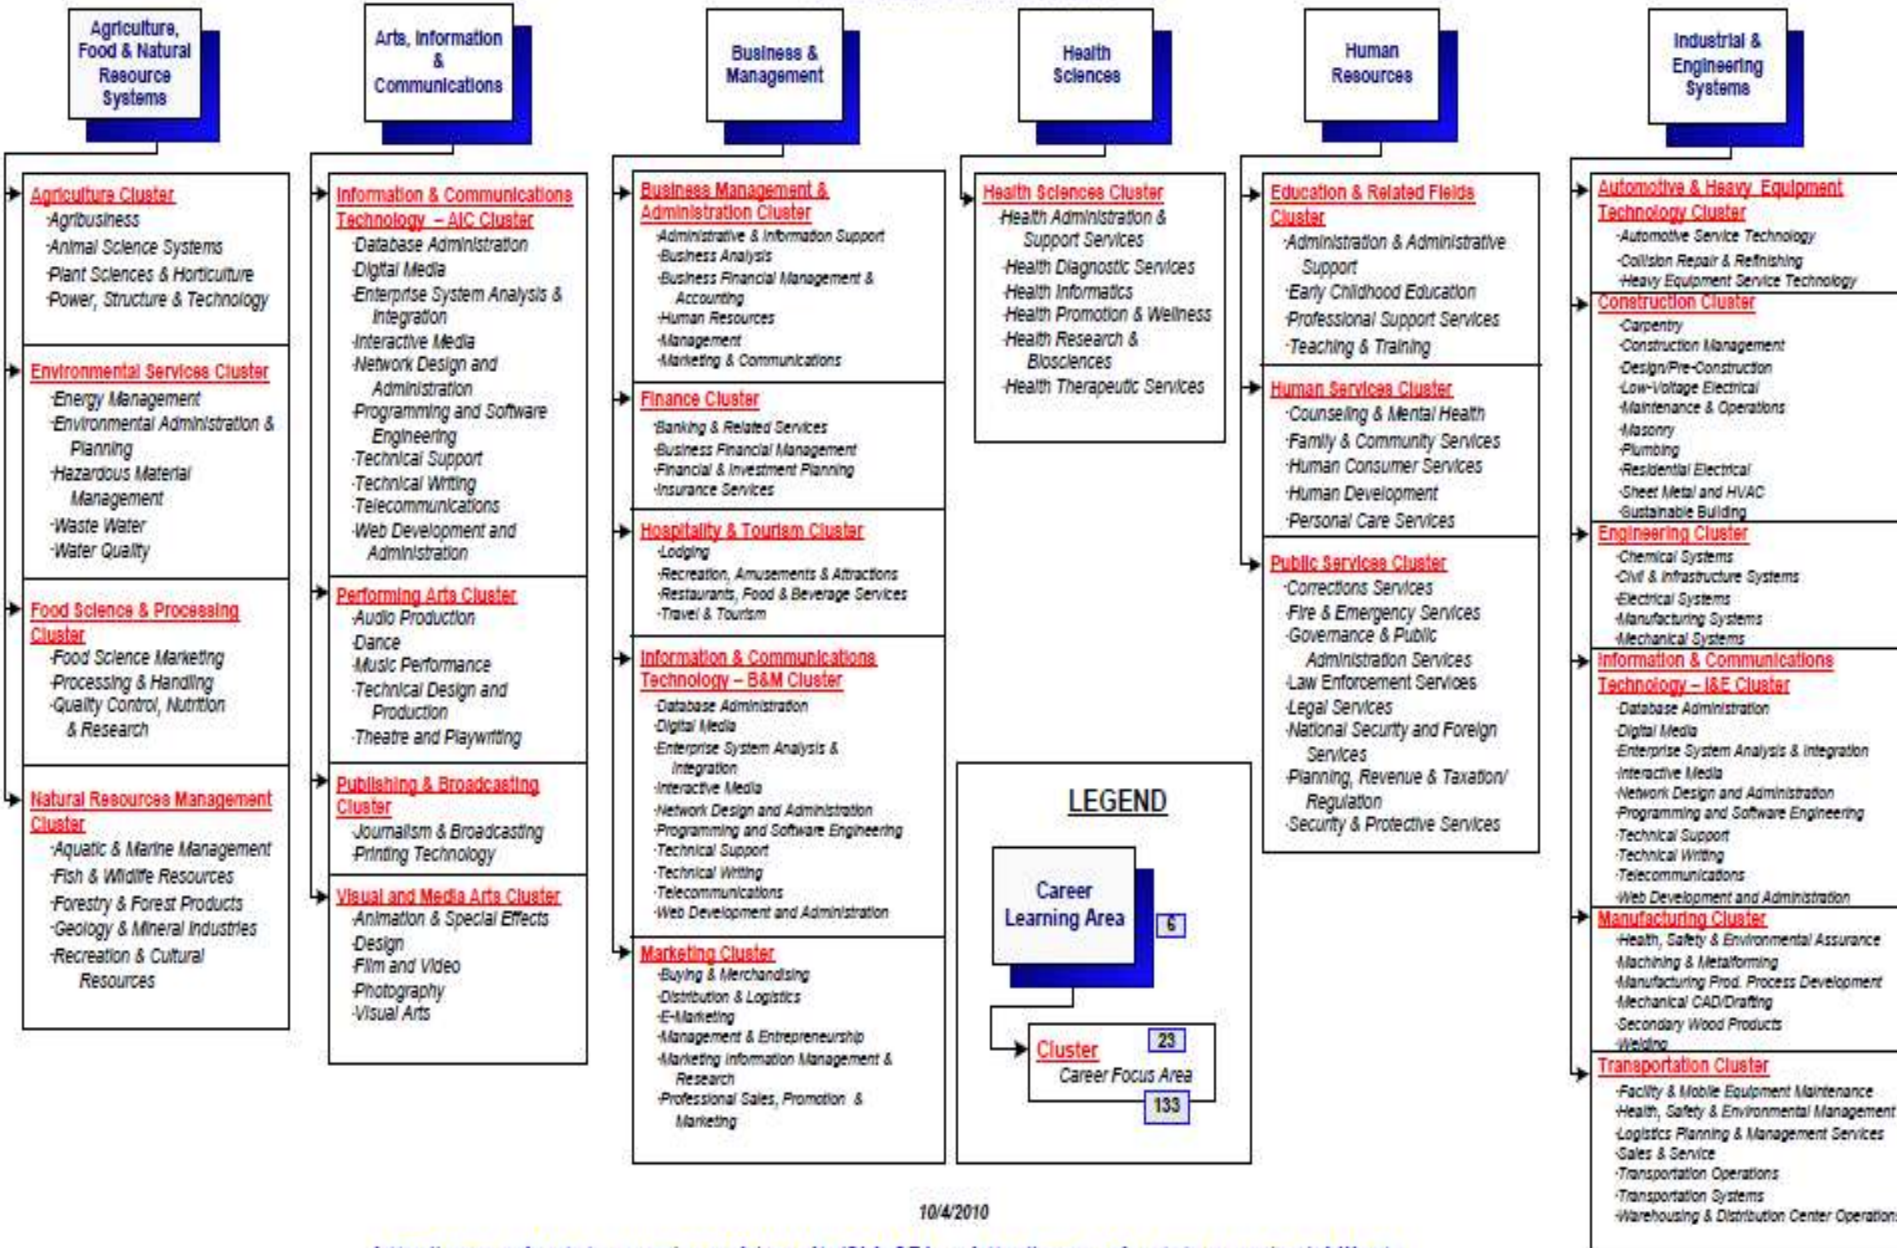 Agriculture,
Food & Natural
Resource
Systems
Agriculture Cluster
·Agribusiness
·Animal Science Systems
·Plant Sciences & Horticulture
·Power, Structure & Technology
Environmental Services Cluster
·Energy Management
·Environmental Administration &
Planning
·Hazardous Material
Management
·Waste Water
·Water Quality
Food Science & Processing
Cluster
·Food Science Marketing
·Processing & Handling
·Quality Control, Nutrition
& Research
Natural Resources Management
Cluster
·Aquatic & Marine Management
·Fish & Wildlife Resources
·Forestry & Forest Products
·Geology & Mineral Industries
·Recreation & Cultural
Resources
Arts, Information
&
Communications
Information & Communications
Technology – AIC Cluster
·Database Administration
·Digital Media
·Enterprise System Analysis &
Integration
·Interactive Media
·Network Design and
Administration
·Programming and Software
Engineering
·Technical Support
·Technical Writing
·Telecommunications
·Web Development and
Administration
Performing Arts Cluster
·Audio Production
·Dance
·Music Performance
·Technical Design and
Production
·Theatre and Playwriting
Publishing & Broadcasting
Cluster
·Journalism & Broadcasting
·Printing Technology
Visual and Media Arts Cluster
·Animation & Special Effects
·Design
·Film and Video
·Photography
·Visual Arts
Business &
Management
Business Management &
Administration Cluster
·Administrative & Information Support
·Business Analysis
·Business Financial Management &
Accounting
·Human Resources
·Management
·Marketing & Communications
Finance Cluster
·Banking & Related Services
·Business Financial Management
·Financial & Investment Planning
·Insurance Services
Hospitality & Tourism Cluster
·Lodging
·Recreation, Amusements & Attractions
·Restaurants, Food & Beverage Services
·Travel & Tourism
Information & Communications
Technology – B&M Cluster
·Database Administration
·Digital Media
·Enterprise System Analysis &
Integration
·Interactive Media
·Network Design and Administration
·Programming and Software Engineering
·Technical Support
·Technical Writing
·Telecommunications
·Web Development and Administration
Marketing Cluster
·Buying & Merchandising
·Distribution & Logistics
·E-Marketing
·Management & Entrepreneurship
·Marketing Information Management &
Research
·Professional Sales, Promotion &
Marketing
Health
Sciences
Health Sciences Cluster
·Health Administration &
Support Services
·Health Diagnostic Services
·Health Informatics
·Health Promotion & Wellness
·Health Research &
Biosciences
·Health Therapeutic Services
LEGEND
Career
Learning Area
6
Cluster
23
Career Focus Area
133
Human
Resources
Education & Related Fields
Cluster
·Administration & Administrative
Support
·Early Childhood Education
·Professional Support Services
·Teaching & Training
Human Services Cluster
·Counseling & Mental Health
·Family & Community Services
·Human Consumer Services
·Human Development
·Personal Care Services
Public Services Cluster
·Corrections Services
·Fire & Emergency Services
·Governance & Public
Administration Services
·Law Enforcement Services
·Legal Services
·National Security and Foreign
Services
·Planning, Revenue & Taxation/
Regulation
·Security & Protective Services
Industrial &
Engineering
Systems
Automotive & Heavy Equipment
Technology Cluster
·Automotive Service Technology
·Collision Repair & Refinishing
·Heavy Equipment Service Technology
Construction Cluster
·Carpentry
·Construction Management
·Design/Pre-Construction
·Low-Voltage Electrical
·Maintenance & Operations
·Masonry
·Plumbing
·Residential Electrical
·Sheet Metal and HVAC
·Sustainable Building
Engineering Cluster
·Chemical Systems
·Civil & Infrastructure Systems
·Electrical Systems
·Manufacturing Systems
·Mechanical Systems
Information & Communications
Technology – I&E Cluster
·Database Administration
·Digital Media
·Enterprise System Analysis & Integration
·Interactive Media
·Network Design and Administration
·Programming and Software Engineering
·Technical Support
·Technical Writing
·Telecommunications
·Web Development and Administration
Manufacturing Cluster
·Health, Safety & Environmental Assurance
·Machining & Metalforming
·Manufacturing Prod. Process Development
·Mechanical CAD/Drafting
·Secondary Wood Products
·Welding
Transportation Cluster
·Facility & Mobile Equipment Maintenance
·Health, Safety & Environmental Management
·Logistics Planning & Management Services
·Sales & Service
·Transportation Operations
·Transportation Systems
·Warehousing & Distribution Center Operations
10/4/2010